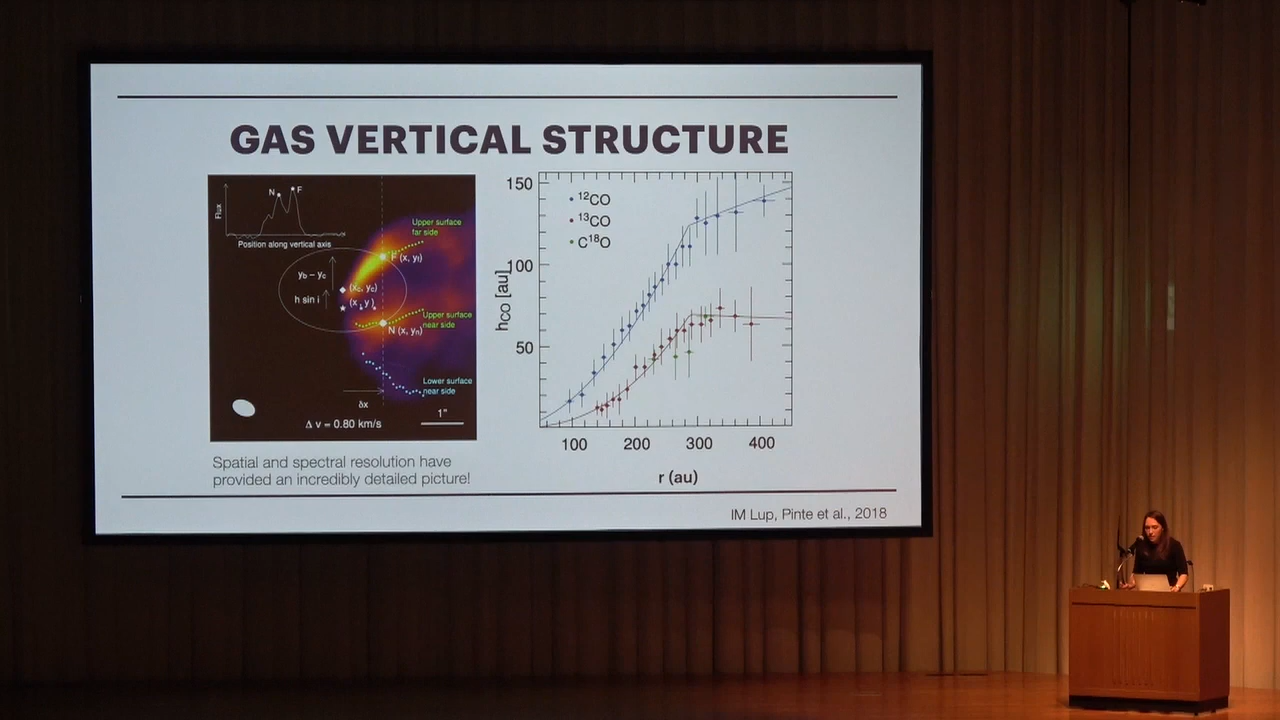 GAS VERTICAL STRUCTURE
N
F
Flux
Position along vertical axis
Upper surface
far side
F (x, yf)
yb – yc
(xc, yc)
h sin i
Upper surface
near side
N (x, yn)
Lower surface
near side
δx
1"
Δ v = 0.80 km/s
150
100
50
hCO [au]
¹²CO
¹³CO
C¹⁸O
100 200 300 400
r (au)
Spatial and spectral resolution have
provided an incredibly detailed picture!
IM Lup, Pinte et al., 2018